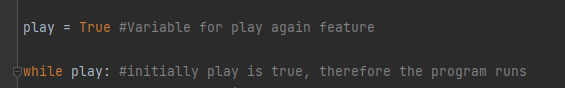 play = True #Variable for play again feature
while play: #initially play is true, therefore the program runs